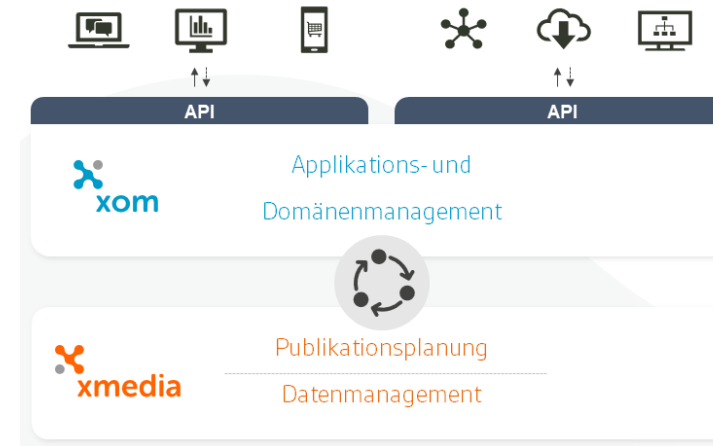 API
API
xom
Applikations- und
Domänenmanagement
xmedia
Publikationsplanung
Datenmanagement